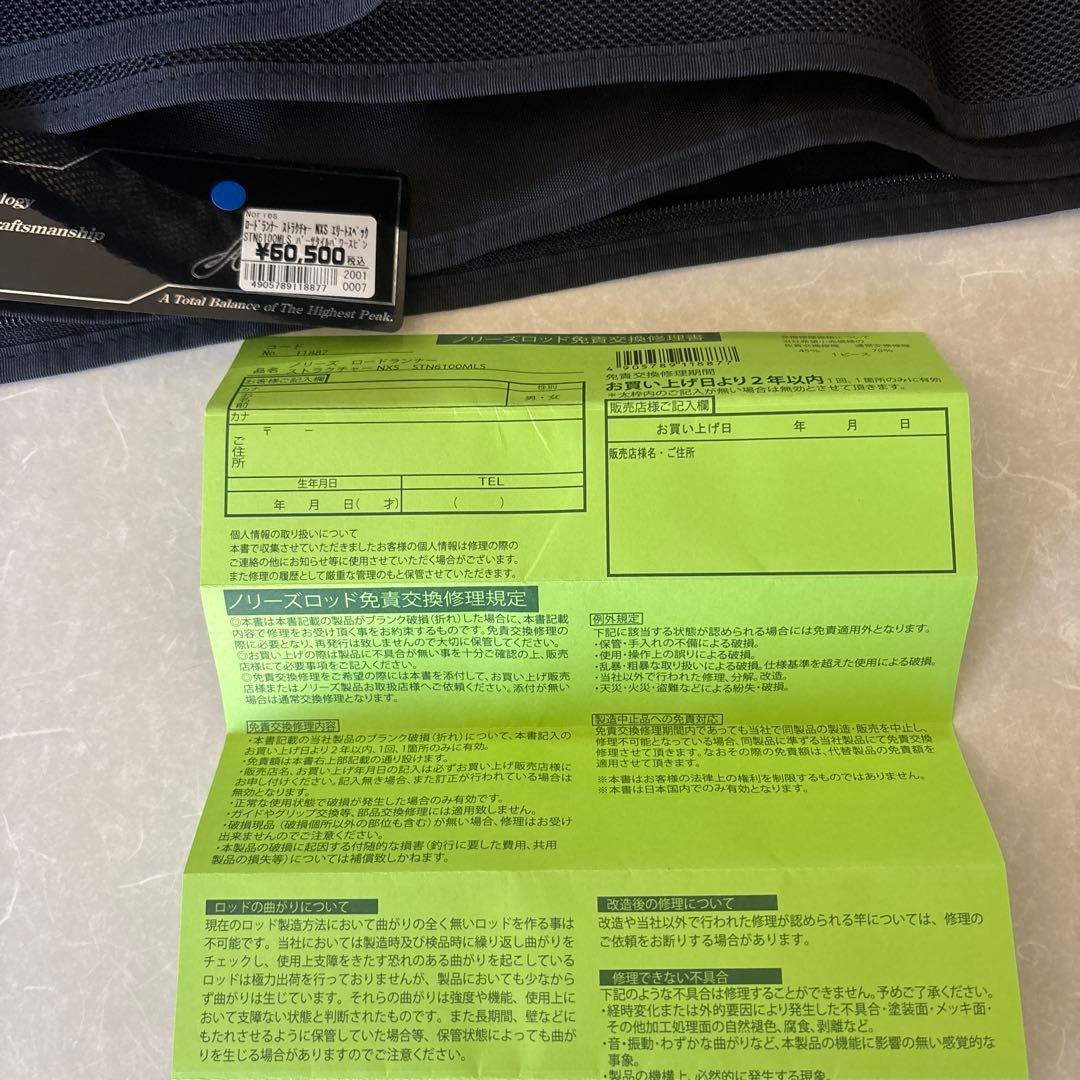 logy
raftsmanship
Nories
ロードランナー ストラクチャー NXS エリートスペック
STN6100MLS バーサタイルパワースピン
¥60,500税込
2001
4905789118877 0007
A Total Balance of The Highest Peak.
ノリーズロッド免責交換修理書
コード
No. 11887
品名 ノリーズ ロードランナー
ストラクチャーNXS STN6100MLS
お客様ご記入欄
カナ
お名前
性別
男・女
カナ
〒 ー
ご住所
生年月日
TEL
年 月 日( 才)
( )
当社希望小売価格の
免責交換修理 通常交換修理
45% 1ピース 70%
免責交換修理期間
お買い上げ日より2年以内 1回、1箇所のみに有効
*太枠内のご記入が無い場合は無効とさせて頂きます。
販売店様ご記入欄
お買い上げ日 年 月 日
販売店様名・ご住所
個人情報の取り扱いについて
本書で収集させていただきましたお客様の個人情報は修理の際の
ご連絡の他にお知らせ等に使用させていただく場合がございます。
また修理の履歴として厳重な管理のもと保管させていただきます。
ノリーズロッド免責交換修理規定
◎本書は本書記載の製品がブランク破損(折れ)した場合に、本書記載
内容で修理をお受け頂く事をお約束するものです。免責交換修理の
際に必要となり、再発行は致しませんので大切に保管してください。
◎お買い上げの際は製品に不具合が無い事を十分ご確認の上、販売
店様にて必要事項をご記入ください。
◎免責交換修理をご希望の際には本書を添付して、お買い上げ販売
店様またはノリーズ製品お取扱店様へご依頼ください。添付が無い
場合は通常交換修理となります。
例外規定
下記に該当する状態が認められる場合には免責適用外となります。
・保管・手入れの不備による破損。
・使用・操作上の誤りによる破損。
・乱暴・粗暴な取り扱いによる破損。仕様基準を超えた使用による破損。
・当社以外で行われた修理、分解、改造。
・天災・火災・盗難などによる紛失・破損。
免責交換修理内容
・本書記載の当社製品のブランク破損(折れ)について、本書記入の
お買い上げ日より2年以内、1回、1箇所のみに有効。
・免責額は本書右上部記載の通り設けます。
・販売店名、お買い上げ年月日の記入は必ずお買い上げ販売店様に
お申し付けください。記入無き場合、また訂正が行われている場合は
無効となります。
・正常な使用状態で破損が発生した場合のみ有効です。
・ガイドやグリップ交換等、部品交換修理には適用致しません。
・破損現品(破損個所以外の部位も含む)が無い場合、修理はお受け
出来ませんのでご注意ください。
・本製品の破損に起因する付随的な損害(釣行に要した費用、共用
製品の損失等)については補償致しかねます。
製造中止品への免責対応
免責交換修理期間内であっても当社で同製品の製造・販売を中止し、
修理不可能となっている場合、同製品に準ずる当社製品にて免責交換
修理させて頂きます。なおその際の免責額は、代替製品の免責額を
適用させて頂きます。
※本書はお客様の法律上の権利を制限するものではありません。
※本書は日本国内でのみ有効となります。
ロッドの曲がりについて
現在のロッド製造方法において曲がりの全く無いロッドを作る事は
不可能です。当社においては製造時及び検品時に繰り返し曲がりを
チェックし、使用上支障をきたす恐れのある曲がりを起こしている
ロッドは極力出荷を行っておりませんが、製品においても少なから
ず曲がりは生じています。それらの曲がりは強度や機能、使用上に
おいて支障ない状態と判断されたものです。また長期間、壁などに
もたれさせるように保管していた場合等、保管状態によっても曲が
りを生じる場合がありますのでご注意ください。
改造後の修理について
改造や当社以外で行われた修理が認められる竿については、修理の
ご依頼をお断りする場合があります。
修理できない不具合
下記のような不具合は修理することができません。予めご了承ください。
・経時変化または外的要因により発生した不具合・塗装面・メッキ面・
その他加工処理面の自然褪色、腐食、剥離など。
・音・振動・わずかな曲がりなど、本製品の機能に影響の無い感覚的な
事象。
・製品の機構上、必然的に発生する現象。